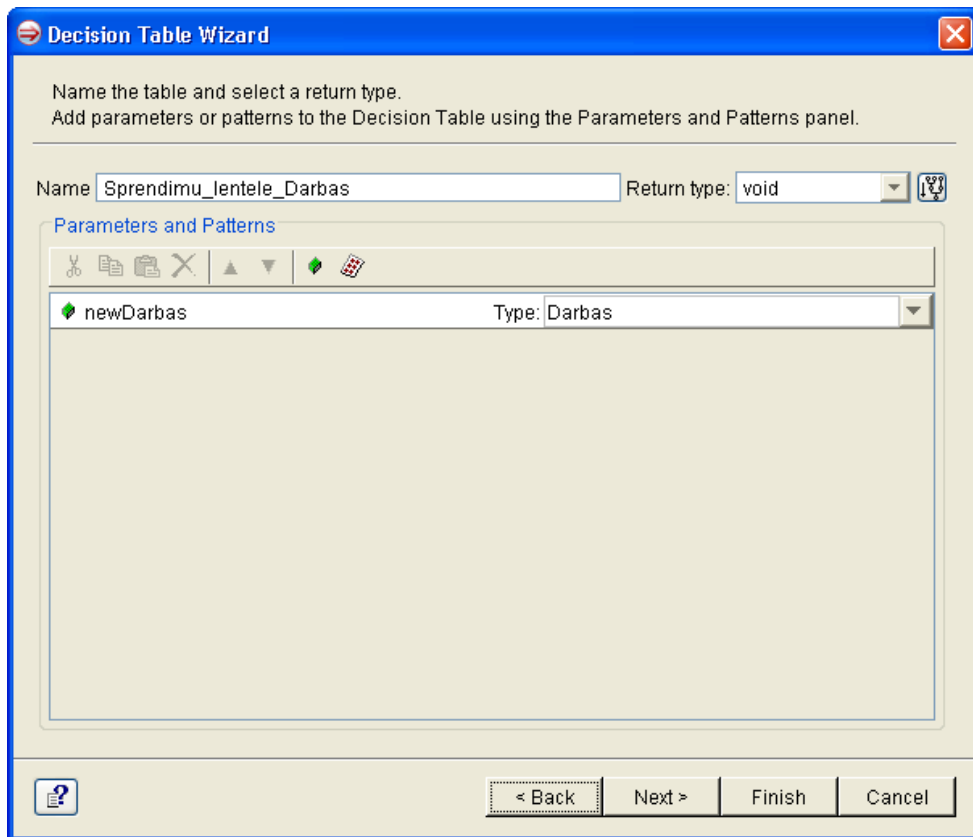 Decision Table Wizard
Name the table and select a return type.
Add parameters or patterns to the Decision Table using the Parameters and Patterns panel.
Name Sprendimu_lentele_Darbas Return type: void
Parameters and Patterns
newDarbas Type: Darbas
< Back Next > Finish Cancel